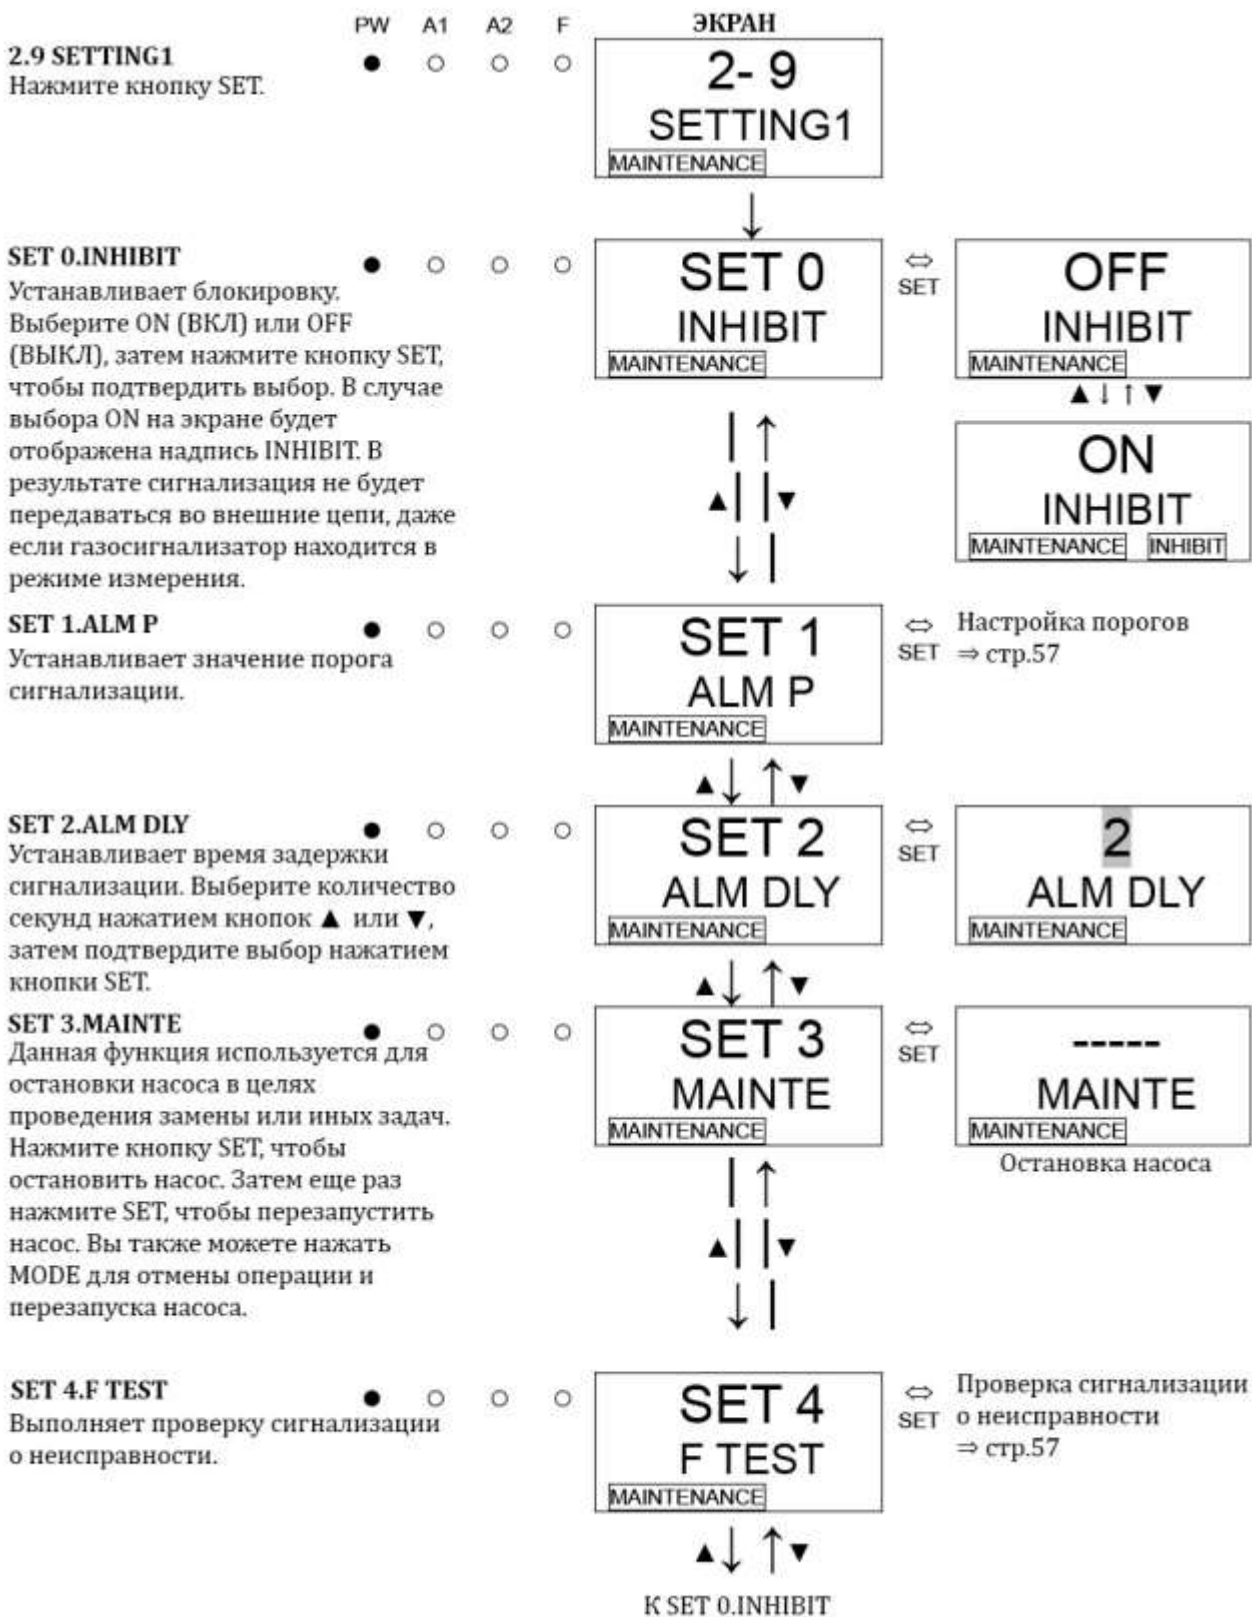 PW A1 A2 F ЭКРАН
2.9 SETTING1
Нажмите кнопку SET.
2- 9
SETTING1
MAINTENANCE
SET 0.INHIBIT
Устанавливает блокировку.
Выберите ON (ВКЛ) или OFF
(ВЫКЛ), затем нажмите кнопку SET,
чтобы подтвердить выбор. В случае
выбора ON на экране будет
отображена надпись INHIBIT. В
результате сигнализация не будет
передаваться во внешние цепи, даже
если газосигнализатор находится в
режиме измерения.
SET 0
INHIBIT
MAINTENANCE
⇔
SET
OFF
INHIBIT
MAINTENANCE
▲ ↓ ↑ ▼
ON
INHIBIT
MAINTENANCE INHIBIT
▲ ▼
SET 1.ALM P
Устанавливает значение порога
сигнализации.
SET 1
ALM P
MAINTENANCE
⇔
SET
Настройка порогов
⇒ стр.57
▲↓ ↑▼
SET 2.ALM DLY
Устанавливает время задержки
сигнализации. Выберите количество
секунд нажатием кнопок ▲ или ▼,
затем подтвердите выбор нажатием
кнопки SET.
SET 2
ALM DLY
MAINTENANCE
⇔
SET
2
ALM DLY
MAINTENANCE
▲↓ ↑▼
SET 3.MAINTE
Данная функция используется для
остановки насоса в целях
проведения замены или иных задач.
Нажмите кнопку SET, чтобы
остановить насос. Затем еще раз
нажмите SET, чтобы перезапустить
насос. Вы также можете нажать
MODE для отмены операции и
перезапуска насоса.
SET 3
MAINTE
MAINTENANCE
⇔
SET
-----
MAINTE
MAINTENANCE
Остановка насоса
▲ ▼
SET 4.F TEST
Выполняет проверку сигнализации
о неисправности.
SET 4
F TEST
MAINTENANCE
⇔
SET
Проверка сигнализации
о неисправности
⇒ стр.57
▲↓ ↑▼
К SET 0.INHIBIT